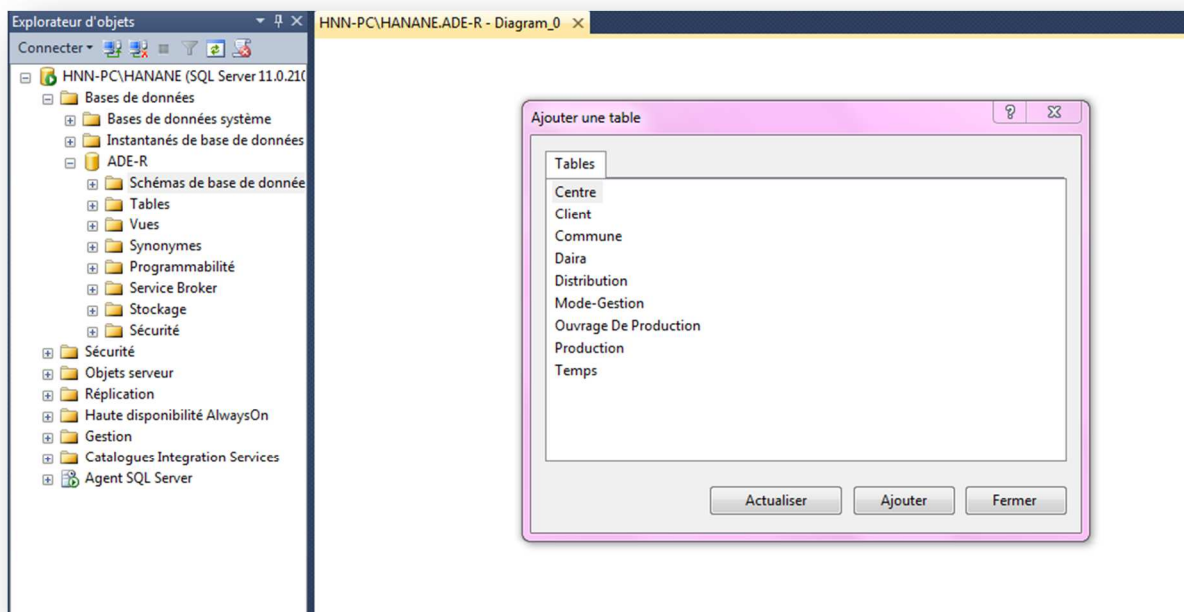 Explorateur d'objets
HNN-PC\HANANE.ADE-R - Diagram_0
Connecter
HNN-PC\HANANE (SQL Server 11.0.210
Bases de données
Bases de données système
Instantanés de base de données
ADE-R
Schémas de base de donnée
Tables
Vues
Synonymes
Programmabilité
Service Broker
Stockage
Sécurité
Sécurité
Objets serveur
Réplication
Haute disponibilité AlwaysOn
Gestion
Catalogues Integration Services
Agent SQL Server
Ajouter une table
Tables
Centre
Client
Commune
Daira
Distribution
Mode-Gestion
Ouvrage De Production
Production
Temps
Actualiser
Ajouter
Fermer